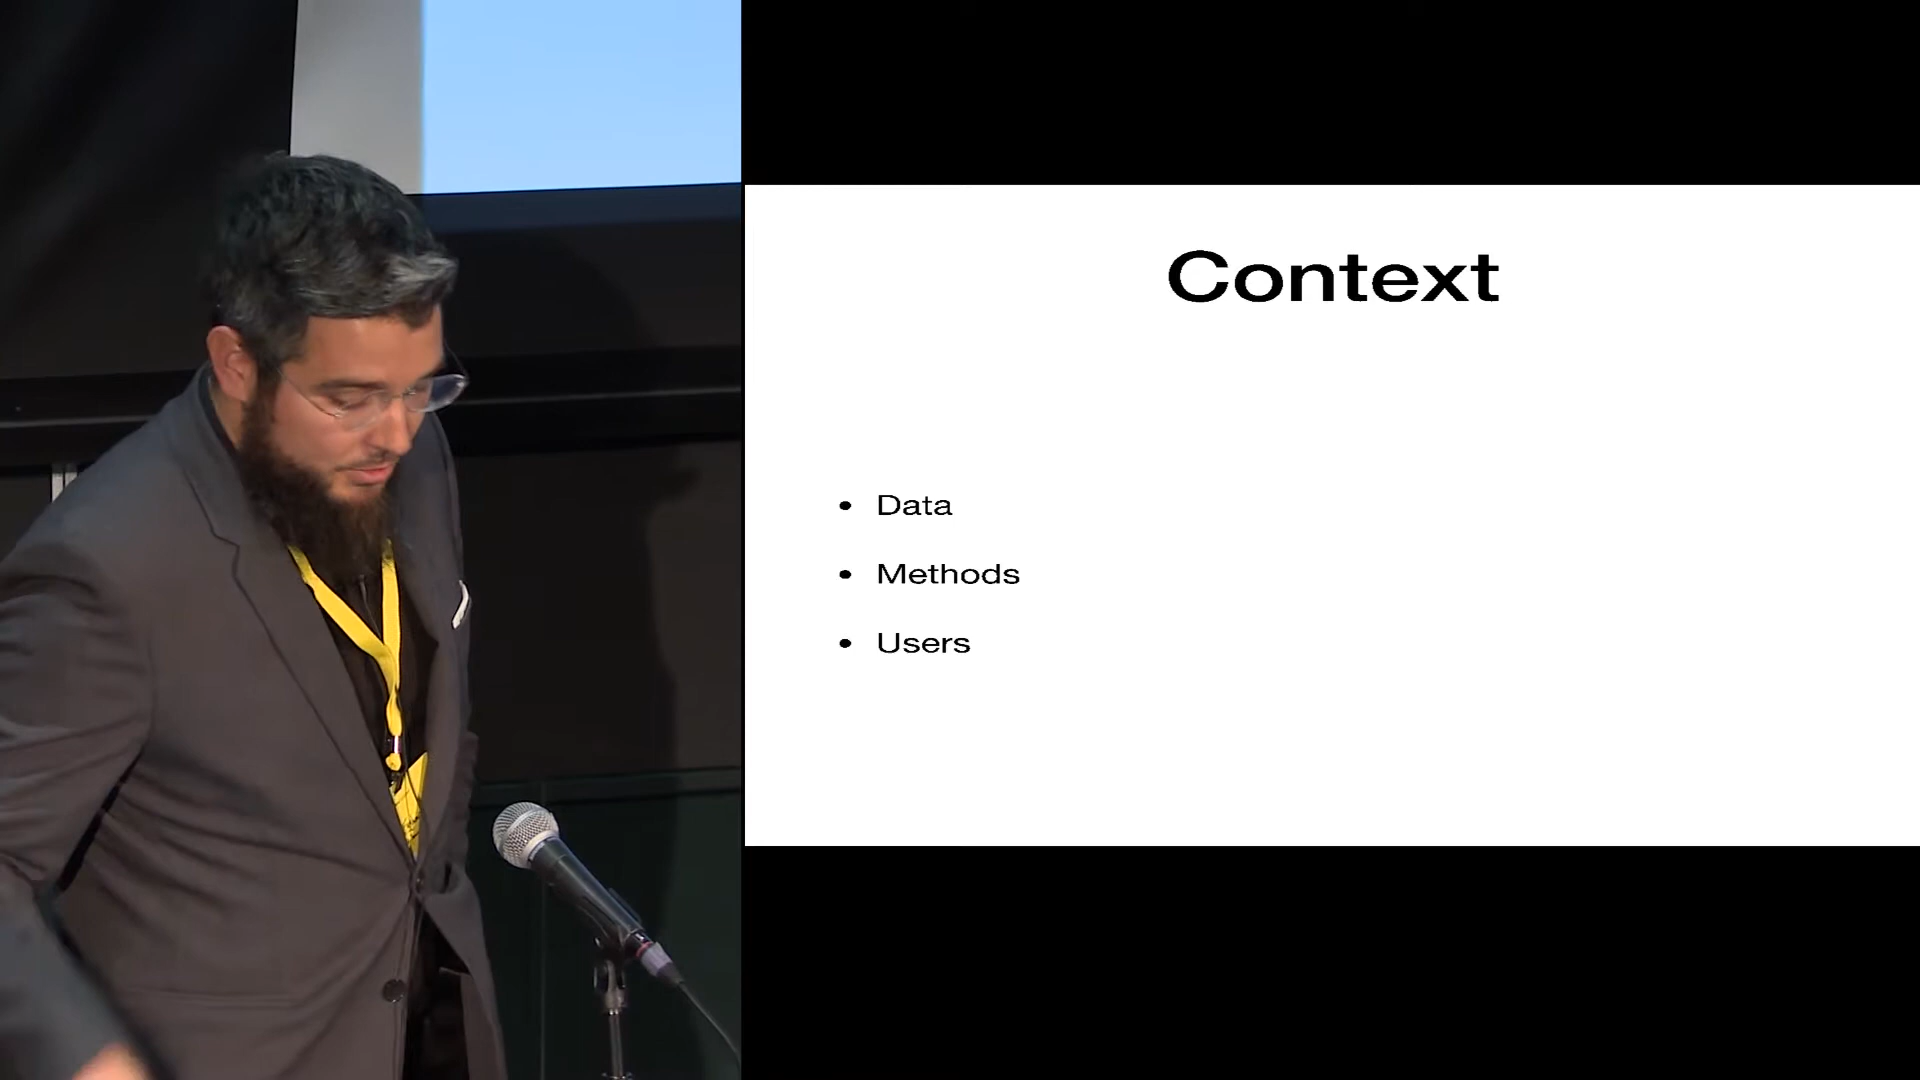 Context
• Data
• Methods
• Users